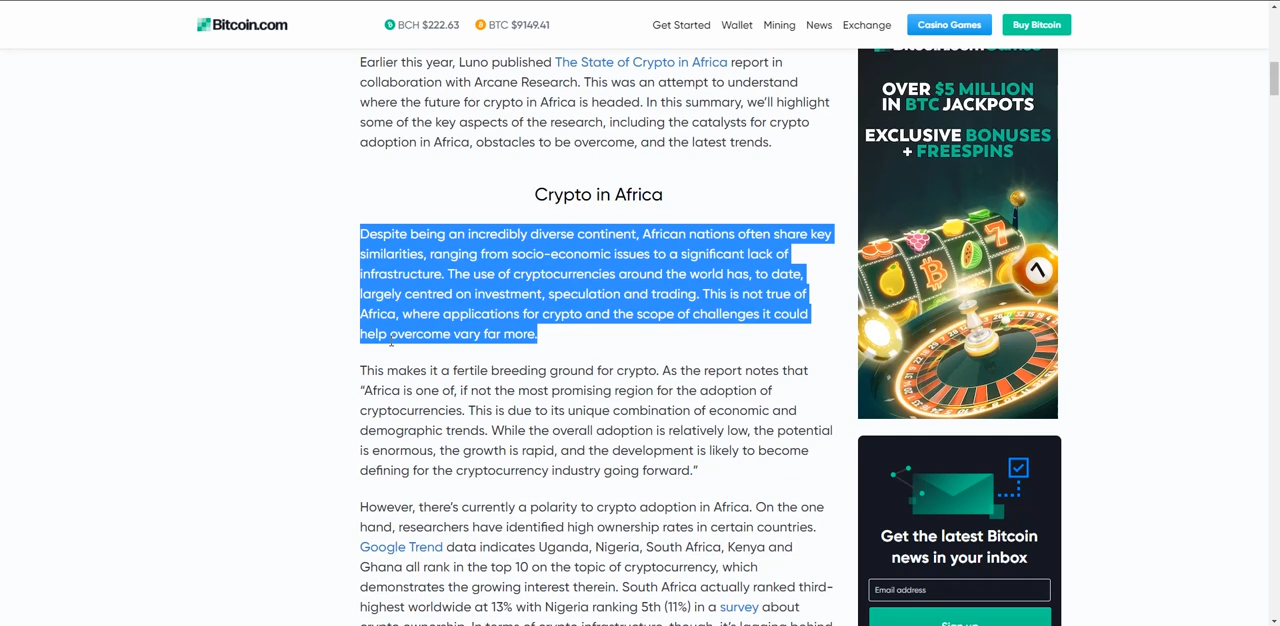 Bitcoin.com
BCH $222.63
BTC $9149.41
Get Started
Wallet
Mining
News
Exchange
Casino Games
Buy Bitcoin
Earlier this year, Luno published The State of Crypto in Africa report in
collaboration with Arcane Research. This was an attempt to understand
where the future for crypto in Africa is headed. In this summary, we'll highlight
some of the key aspects of the research, including the catalysts for crypto
adoption in Africa, obstacles to be overcome, and the latest trends.
Crypto in Africa
Despite being an incredibly diverse continent, African nations often share key
similarities, ranging from socio-economic issues to a significant lack of
infrastructure. The use of cryptocurrencies around the world has, to date,
largely centred on investment, speculation and trading. This is not true of
Africa, where applications for crypto and the scope of challenges it could
help overcome vary far more.
This makes it a fertile breeding ground for crypto. As the report notes that
“Africa is one of, if not the most promising region for the adoption of
cryptocurrencies. This is due to its unique combination of economic and
demographic trends. While the overall adoption is relatively low, the potential
is enormous, the growth is rapid, and the development is likely to become
defining for the cryptocurrency industry going forward.”
However, there's currently a polarity to crypto adoption in Africa. On the one
hand, researchers have identified high ownership rates in certain countries.
Google Trend data indicates Uganda, Nigeria, South Africa, Kenya and
Ghana all rank in the top 10 on the topic of cryptocurrency, which
demonstrates the growing interest therein. South Africa actually ranked third-
highest worldwide at 13% with Nigeria ranking 5th (11%) in a survey about
crypto ownership. In terms of crypto infrastructure, though, it's lagging behind
OVER $5 MILLION
IN BTC JACKPOTS
EXCLUSIVE BONUSES
+ FREESPINS
7
Get the latest Bitcoin
news in your inbox
Email address
Sign up